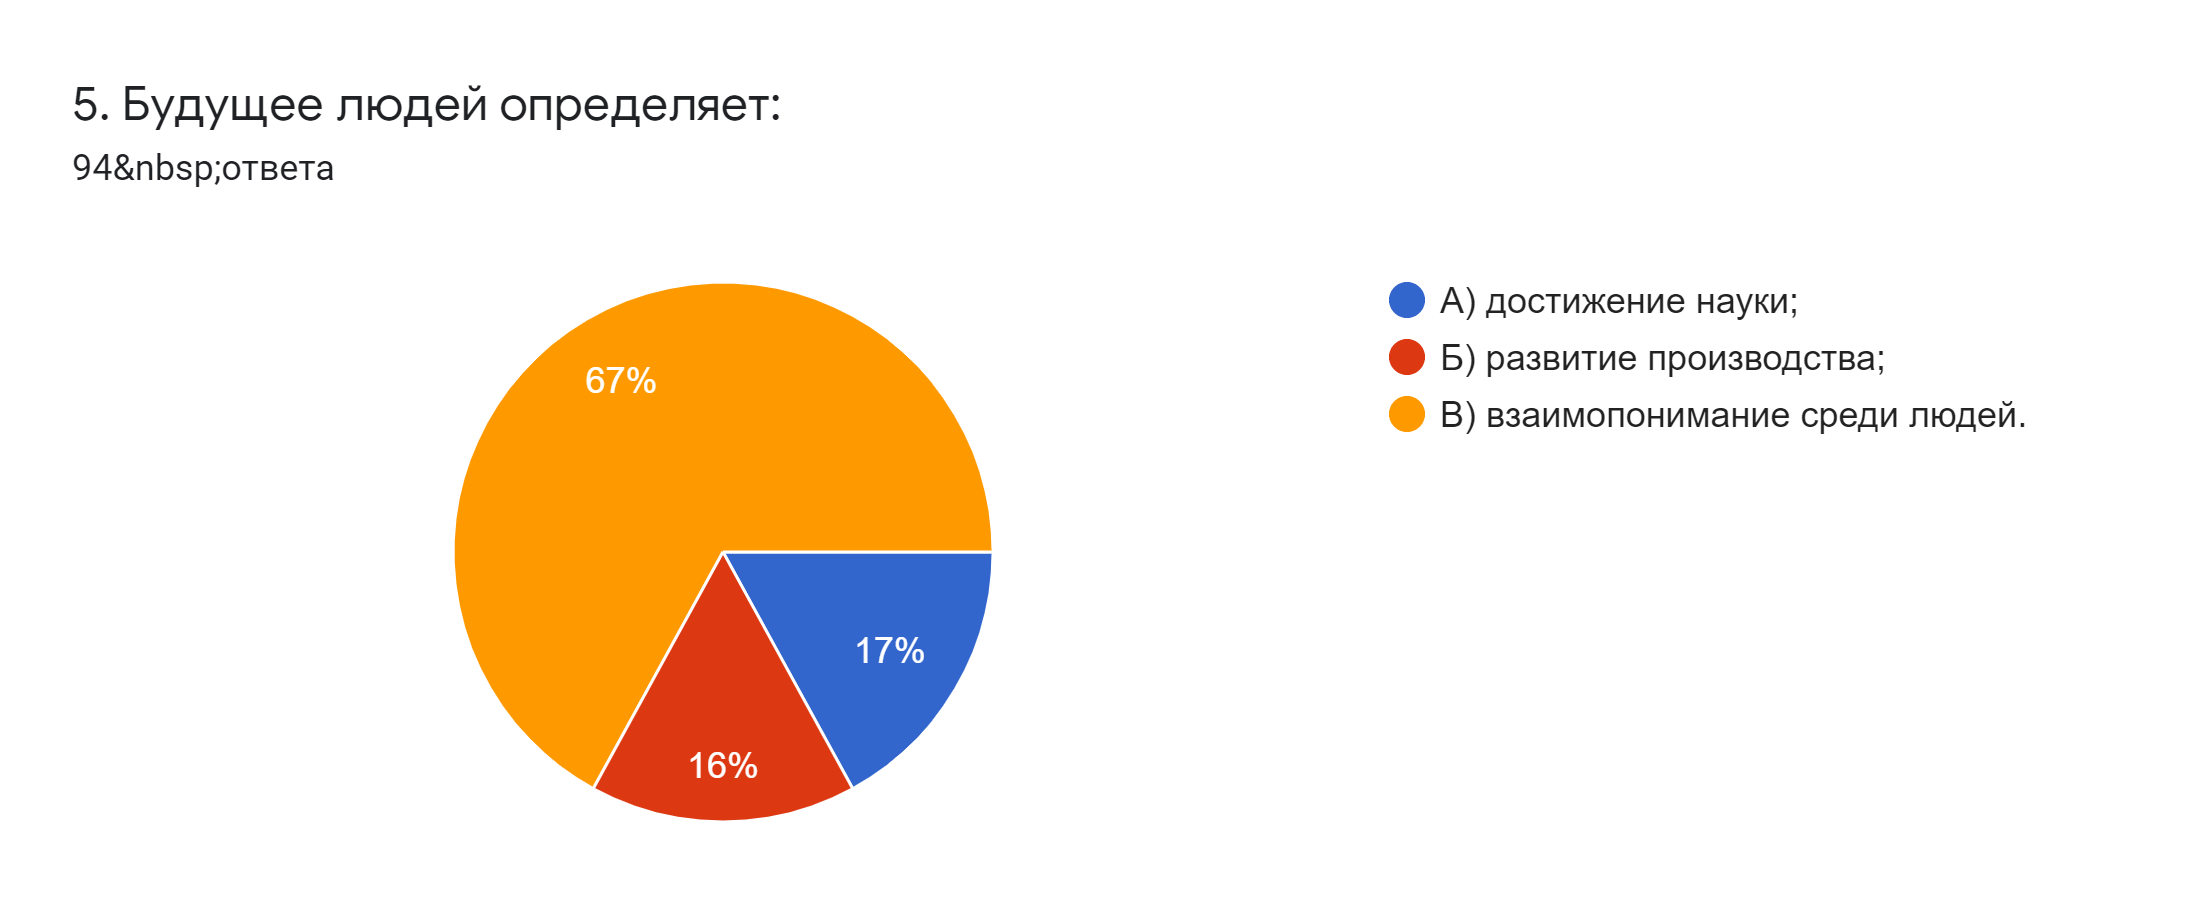 5. Будущее людей определяет:
94&nbsp;ответа
А) достижение науки;
Б) развитие производства;
В) взаимопонимание среди людей.
67%
17%
16%